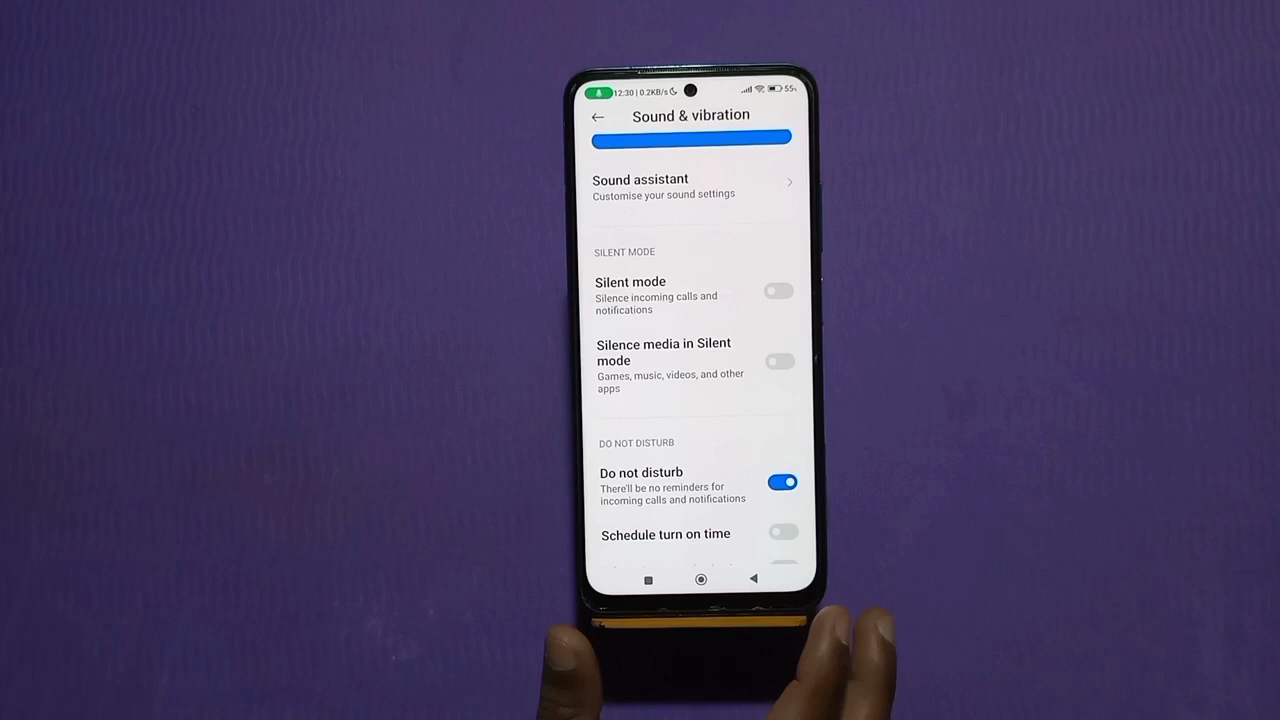 12:30 | 0.2KB/s 55%
Sound & vibration
Sound assistant
Customise your sound settings
SILENT MODE
Silent mode
Silence incoming calls and
notifications
Silence media in Silent
mode
Games, music, videos, and other
apps
DO NOT DISTURB
Do not disturb
There'll be no reminders for
incoming calls and notifications
Schedule turn on time